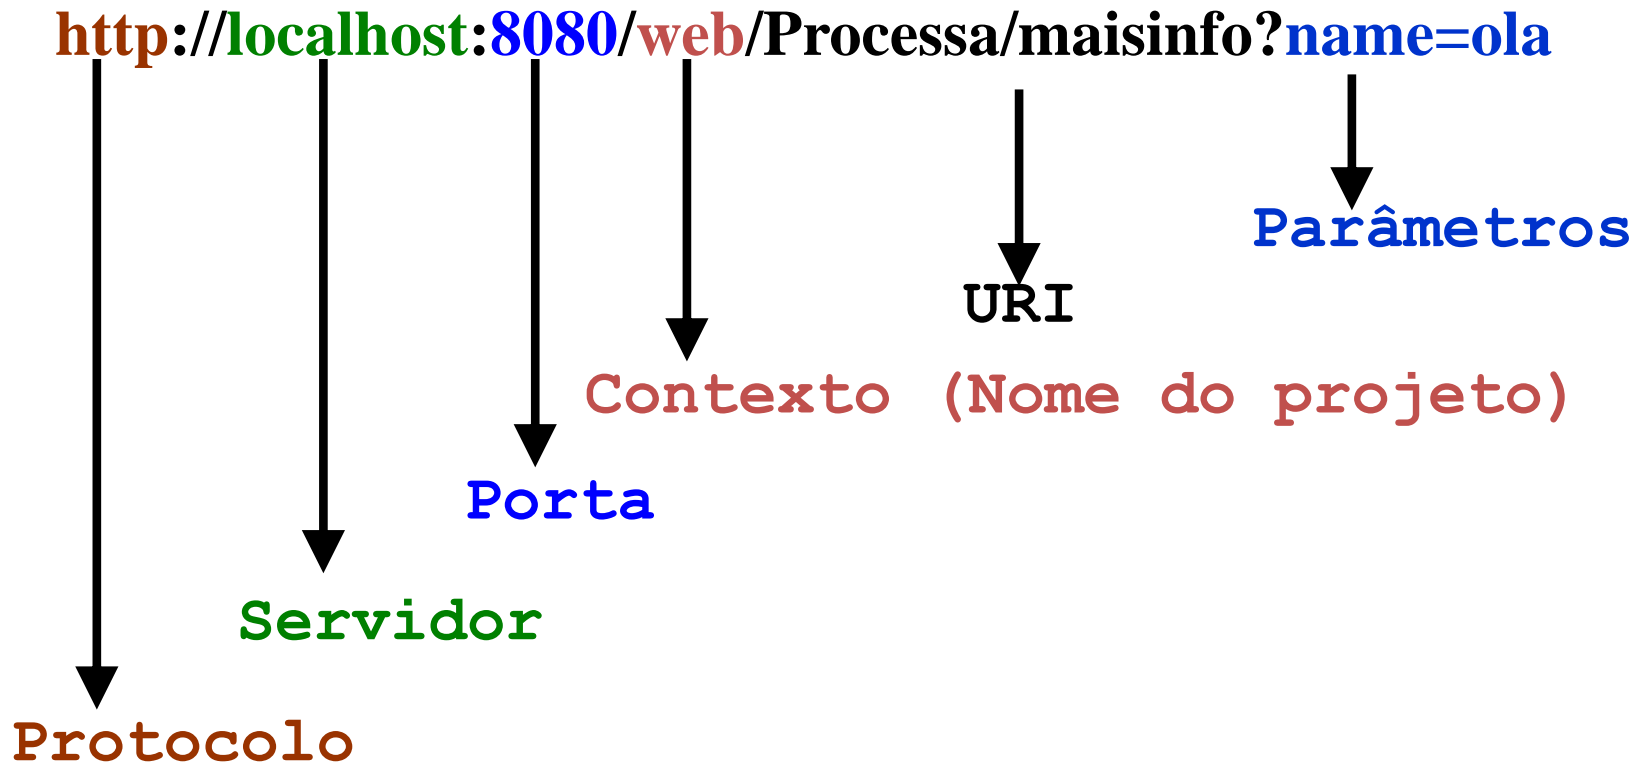 http://localhost:8080/web/Processa/maisinfo?name=ola
Parâmetros
URI
Contexto (Nome do projeto)
Porta
Servidor
Protocolo